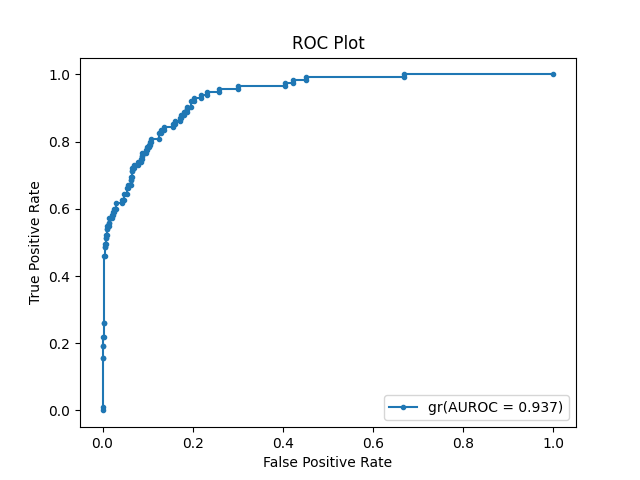 ROC Plot
True Positive Rate
1.0
0.8
0.6
0.4
0.2
0.0
gr(AUROC = 0.937)
0.0 0.2 0.4 0.6 0.8 1.0
False Positive Rate